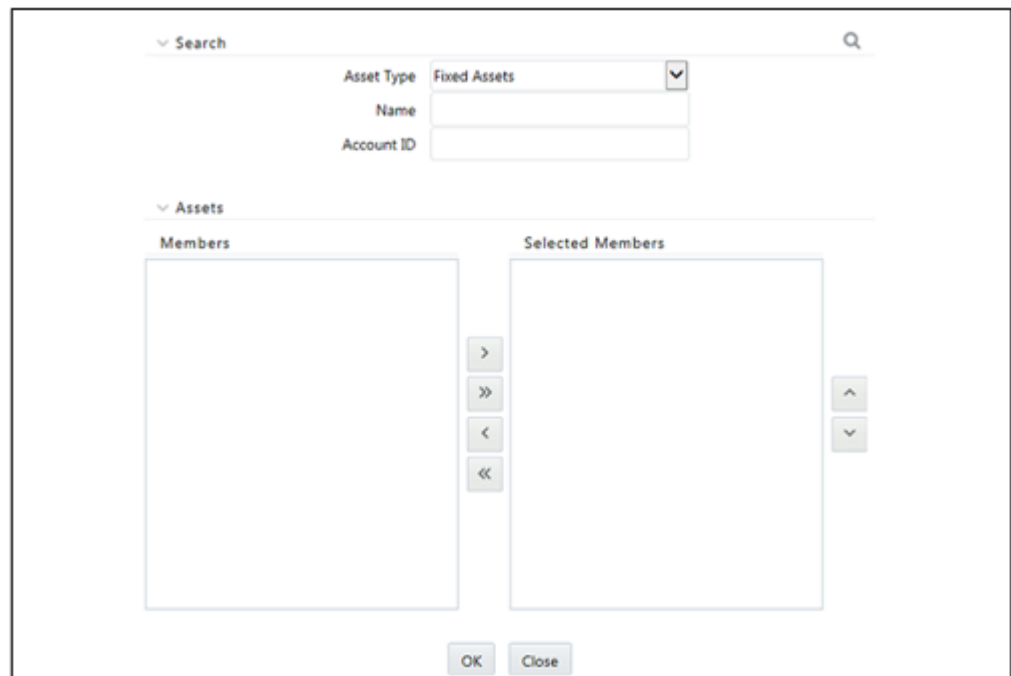 Search
Asset Type Fixed Assets
Name
Account ID
Assets
Members Selected Members
OK Close